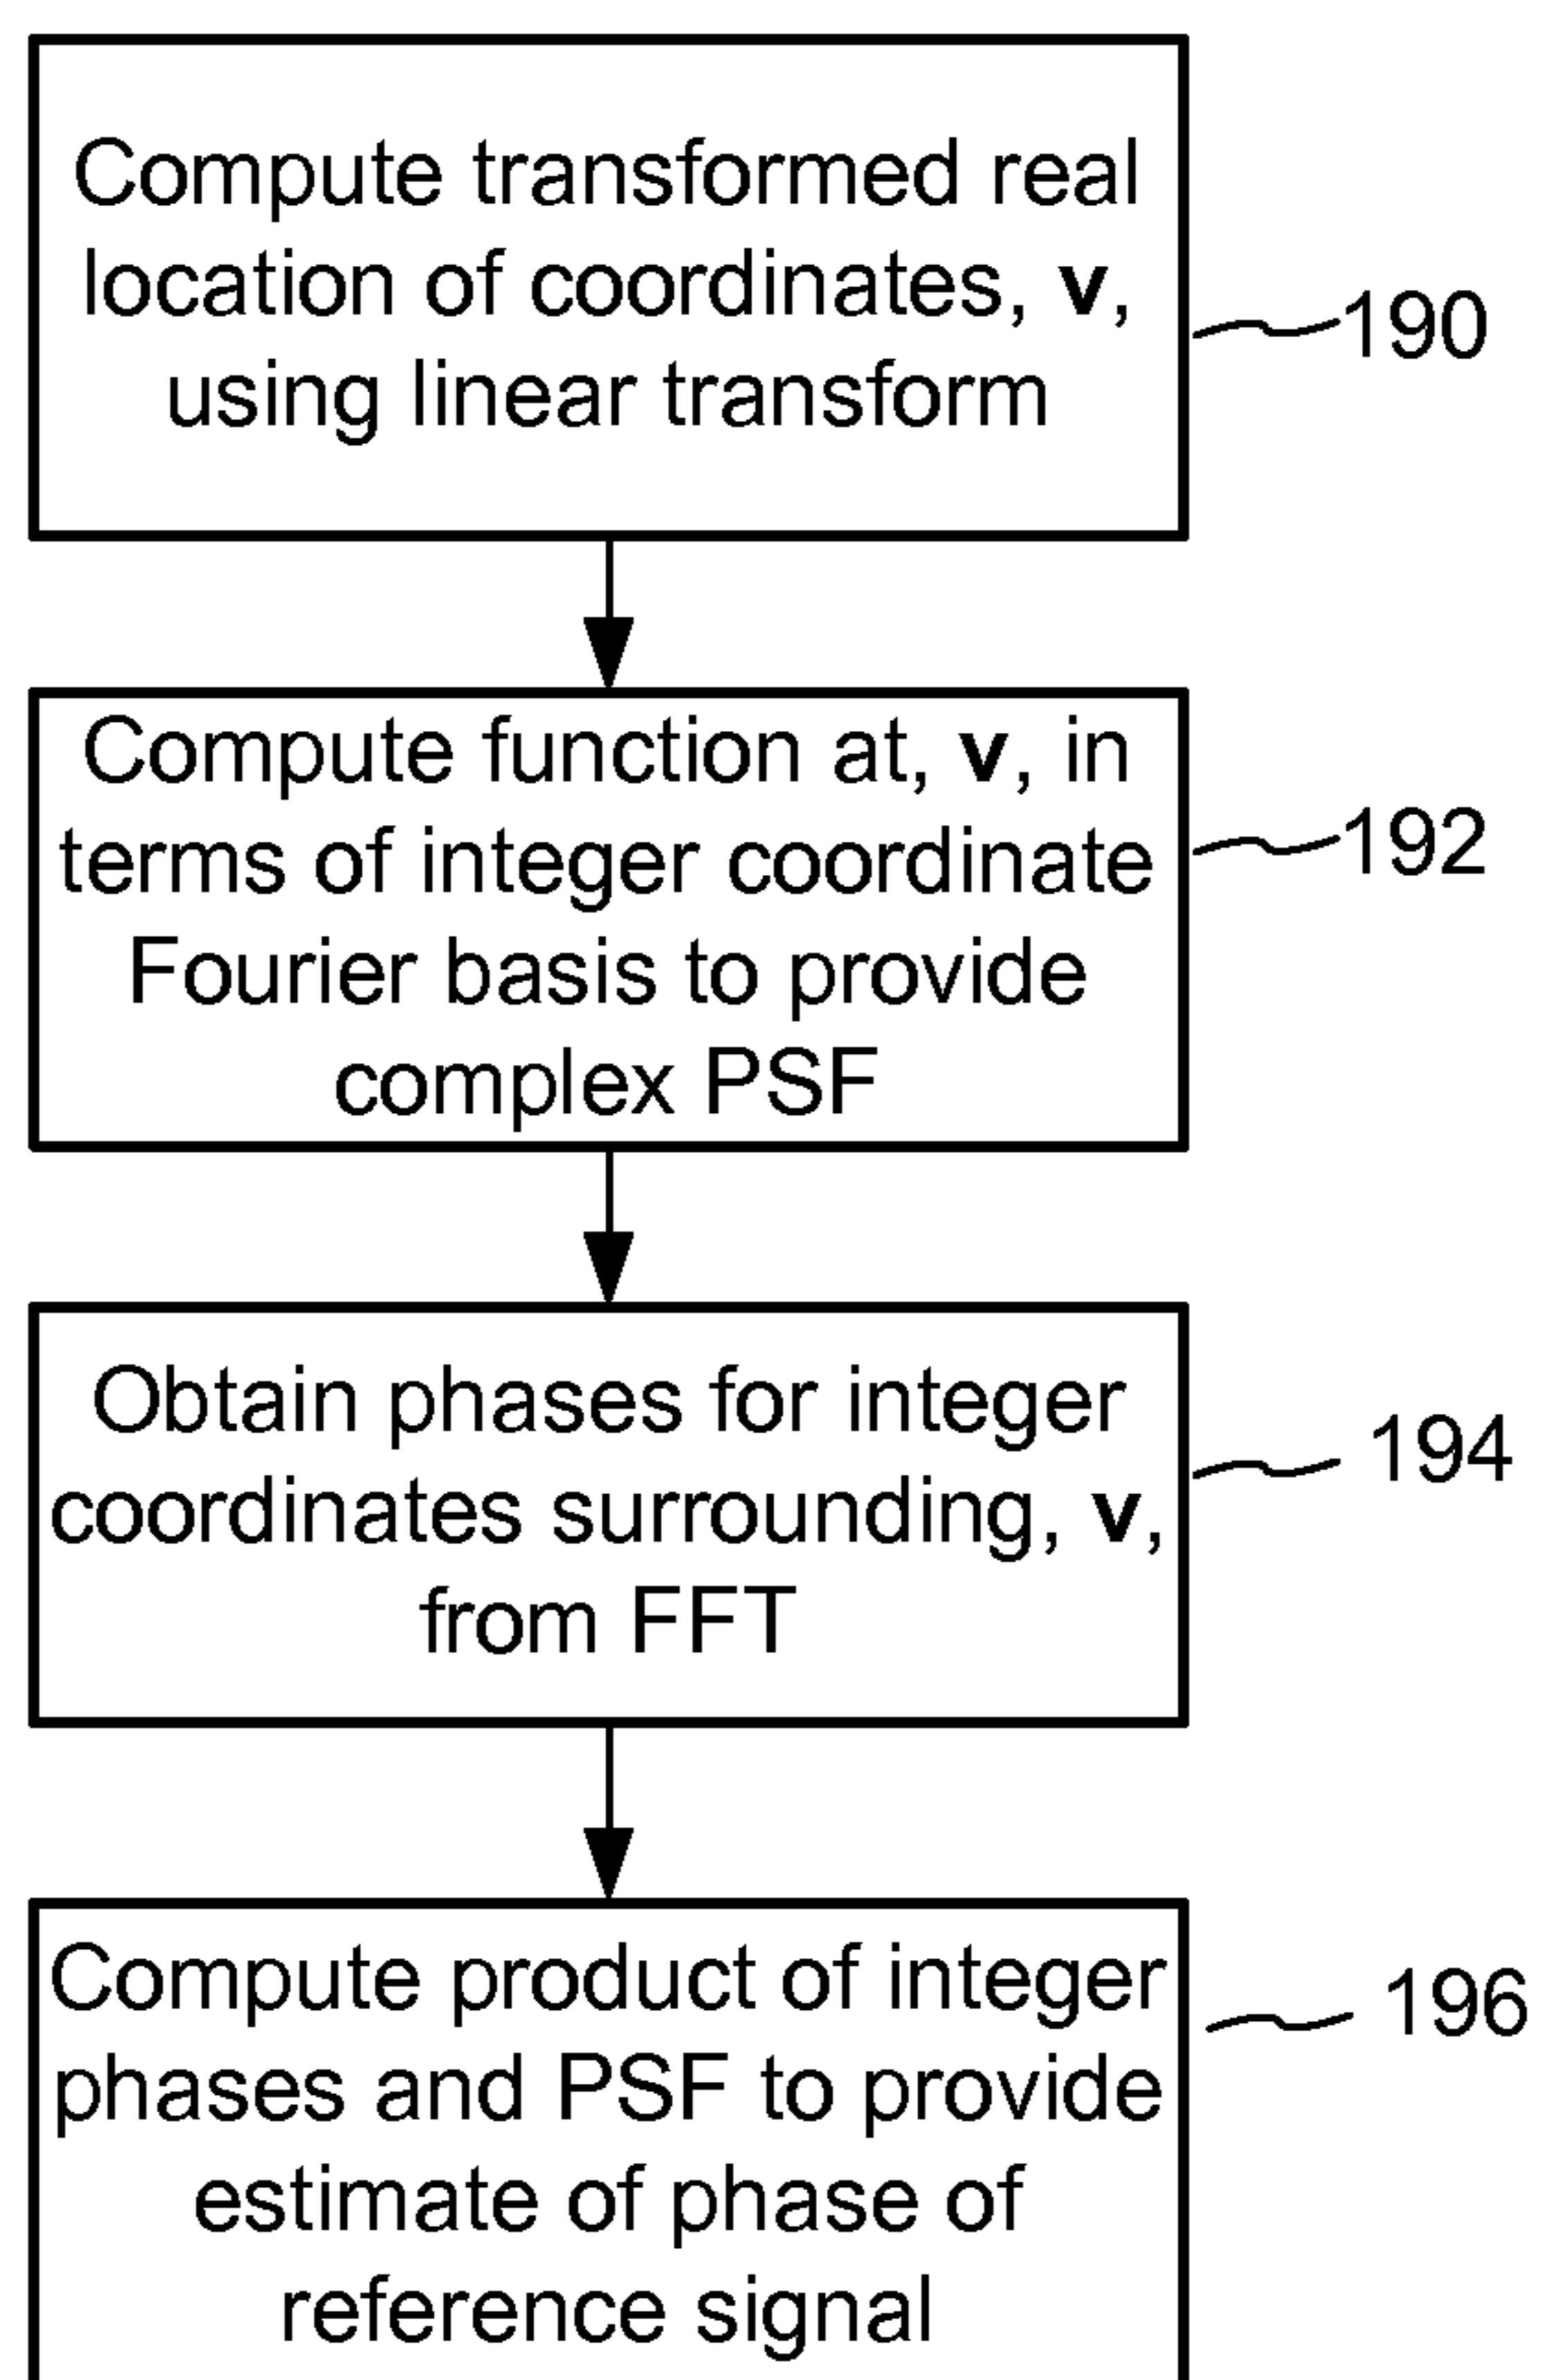 Compute transformed real
location of coordinates, v,
using linear transform
190
Compute function at, v, in
terms of integer coordinate
Fourier basis to provide
complex PSF
192
Obtain phases for integer
coordinates surrounding, v,
from FFT
194
Compute product of integer
phases and PSF to provide
estimate of phase of
reference signal
196